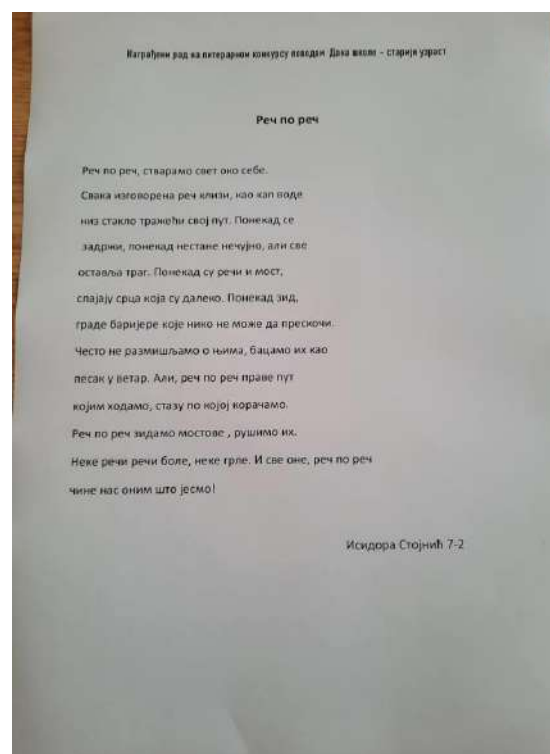 Награђени рад на литерарном конкурсу поводом Дана школе – старији узраст
Реч по реч
Реч по реч, стварамо свет око себе.
Свака изговорена реч клизи, као кап воде
низ стакло тражећи свој пут. Понекад се
задржи, понекад нестане нечујно, али све
оставља траг. Понекад су речи и мост,
спајају срца која су далеко. Понекад зид,
граде баријере које нико не може да прескочи.
Често не размишљамо о њима, бацамо их као
песак у ветар. Али, реч по реч праве пут
којим ходамо, стазу по којој корачамо.
Реч по реч зидамо мостове , рушимо их.
Неке речи речи боле, неке грле. И све оне, реч по реч
чине нас оним што јесмо!
Исидора Стојнић 7-2